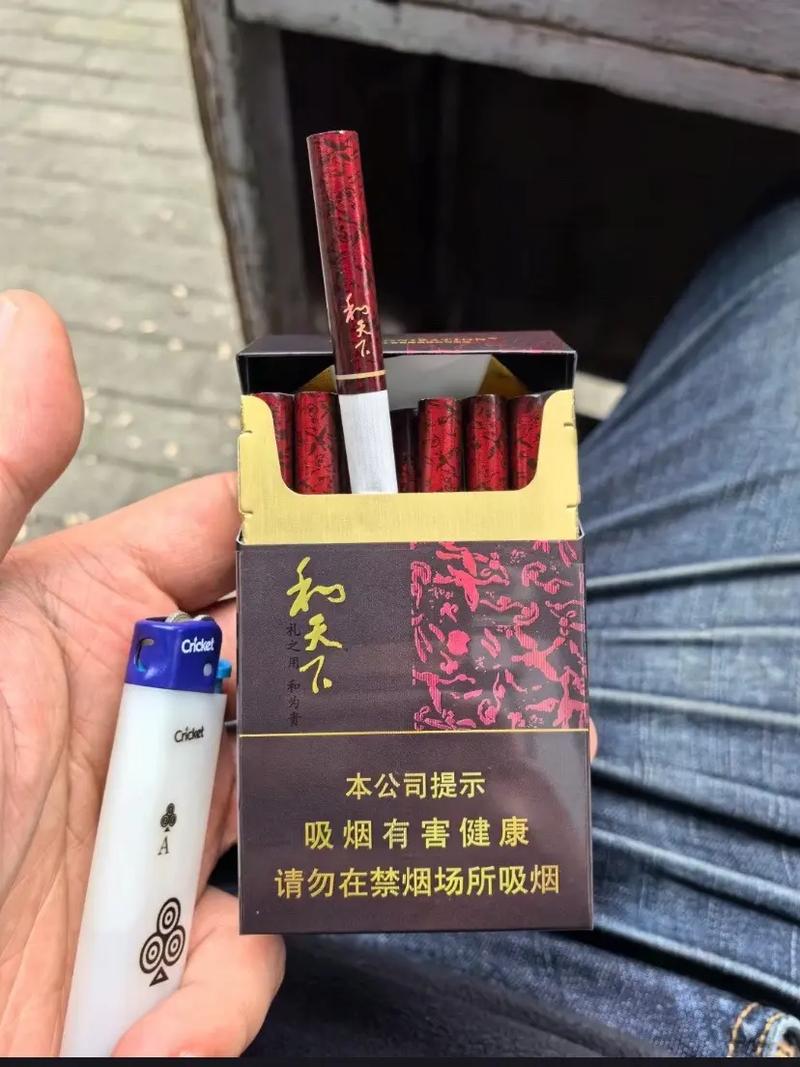 和天下
和天下
礼之用 和为贵
Cricket
Cricket
A
本公司提示
吸烟有害健康
请勿在禁烟场所吸烟